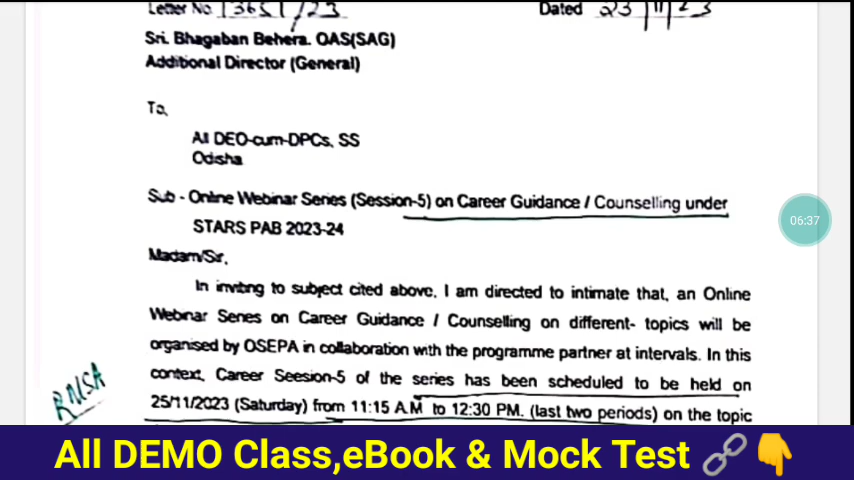 Letter No. 13651/23 Dated 23/11/23
Sri. Bhagaban Behera. OAS(SAG)
Additional Director (General)
To,
All DEO-cum-DPCs, SS
Odisha
Sub - Online Webinar Series (Session-5) on Career Guidance / Counselling under
STARS PAB 2023-24
Madam/Sir,
In inviting to subject cited above, I am directed to intimate that, an Online
Webinar Series on Career Guidance / Counselling on different- topics will be
organised by OSEPA in collaboration with the programme partner at intervals. In this
context, Career Seesion-5 of the series has been scheduled to be held on
25/11/2023 (Saturday) from 11:15 A.M to 12:30 PM. (last two periods) on the topic
06:37
All DEMO Class,eBook & Mock Test 🔗👇